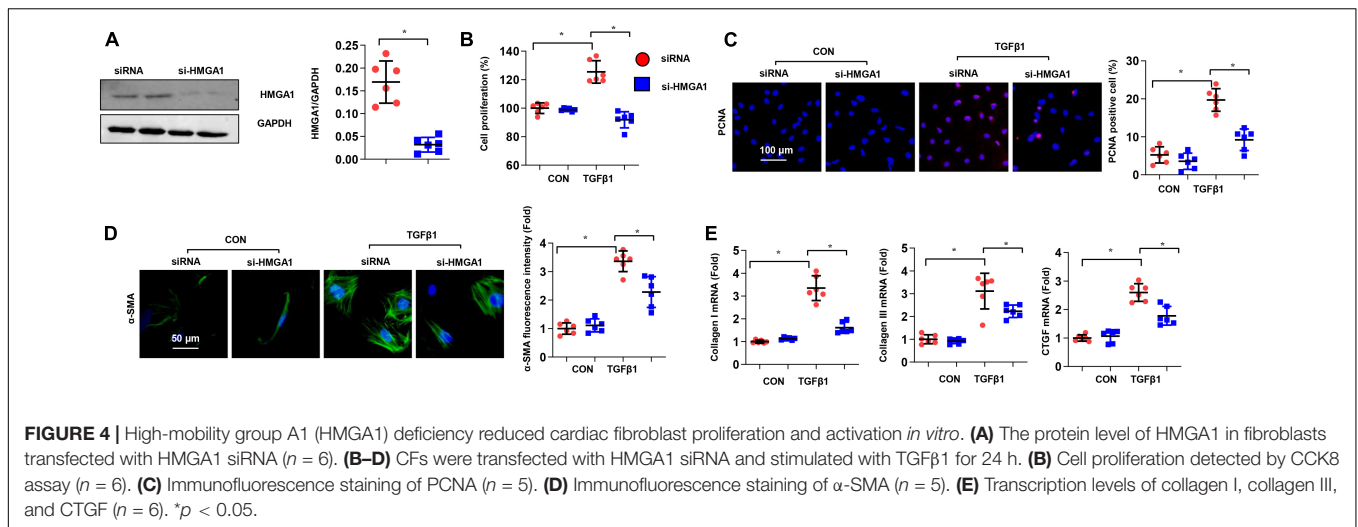 A
siRNA si-HMGA1
HMGA1
GAPDH
*
HMGA1/GAPDH
0.25
0.20
0.15
0.10
0.05
0.00
B
* *
Cell proliferation (%)
140
120
100
80
60
CON TGFβ1
siRNA
si-HMGA1
C
CON TGFβ1
siRNA si-HMGA1 siRNA si-HMGA1
PCNA
100 μm
PCNA positive cell (%)
30
20
10
0
* *
CON TGFβ1
D
CON TGFβ1
siRNA si-HMGA1 siRNA si-HMGA1
α-SMA
50 μm
α-SMA fluorescence intensity (Fold)
4
3
2
1
0
* *
CON TGFβ1
E
Collagen I mRNA (Fold)
5
4
3
2
1
0
* *
CON TGFβ1
Collagen III mRNA (Fold)
5
4
3
2
1
0
* *
CON TGFβ1
CTGF mRNA (Fold)
4
3
2
1
0
* *
CON TGFβ1
FIGURE 4 | High-mobility group A1 (HMGA1) deficiency reduced cardiac fibroblast proliferation and activation in vitro. (A) The protein level of HMGA1 in fibroblasts
transfected with HMGA1 siRNA (n = 6). (B–D) CFs were transfected with HMGA1 siRNA and stimulated with TGFβ1 for 24 h. (B) Cell proliferation detected by CCK8
assay (n = 6). (C) Immunofluorescence staining of PCNA (n = 5). (D) Immunofluorescence staining of α-SMA (n = 5). (E) Transcription levels of collagen I, collagen III,
and CTGF (n = 6). *p < 0.05.